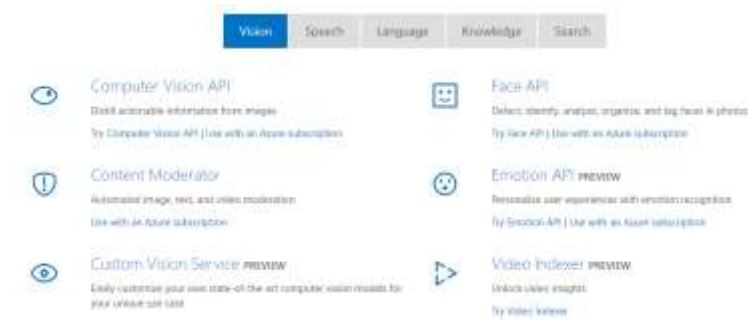 Vision Speech Language Knowledge Search
Computer Vision API
Distill actionable information from images
Try Computer Vision API | Use with an Azure subscription
Face API
Detect, identify, analyze, organize, and tag faces in photos
Try Face API | Use with an Azure subscription
Content Moderator
Automated image, text, and video moderation
Use with an Azure subscription
Emotion API PREVIEW
Personalize user experiences with emotion recognition
Try Emotion API | Use with an Azure subscription
Custom Vision Service PREVIEW
Easily customize your own state-of-the-art computer vision models for
your unique use case
Video Indexer PREVIEW
Unlock video insights
Try Video Indexer